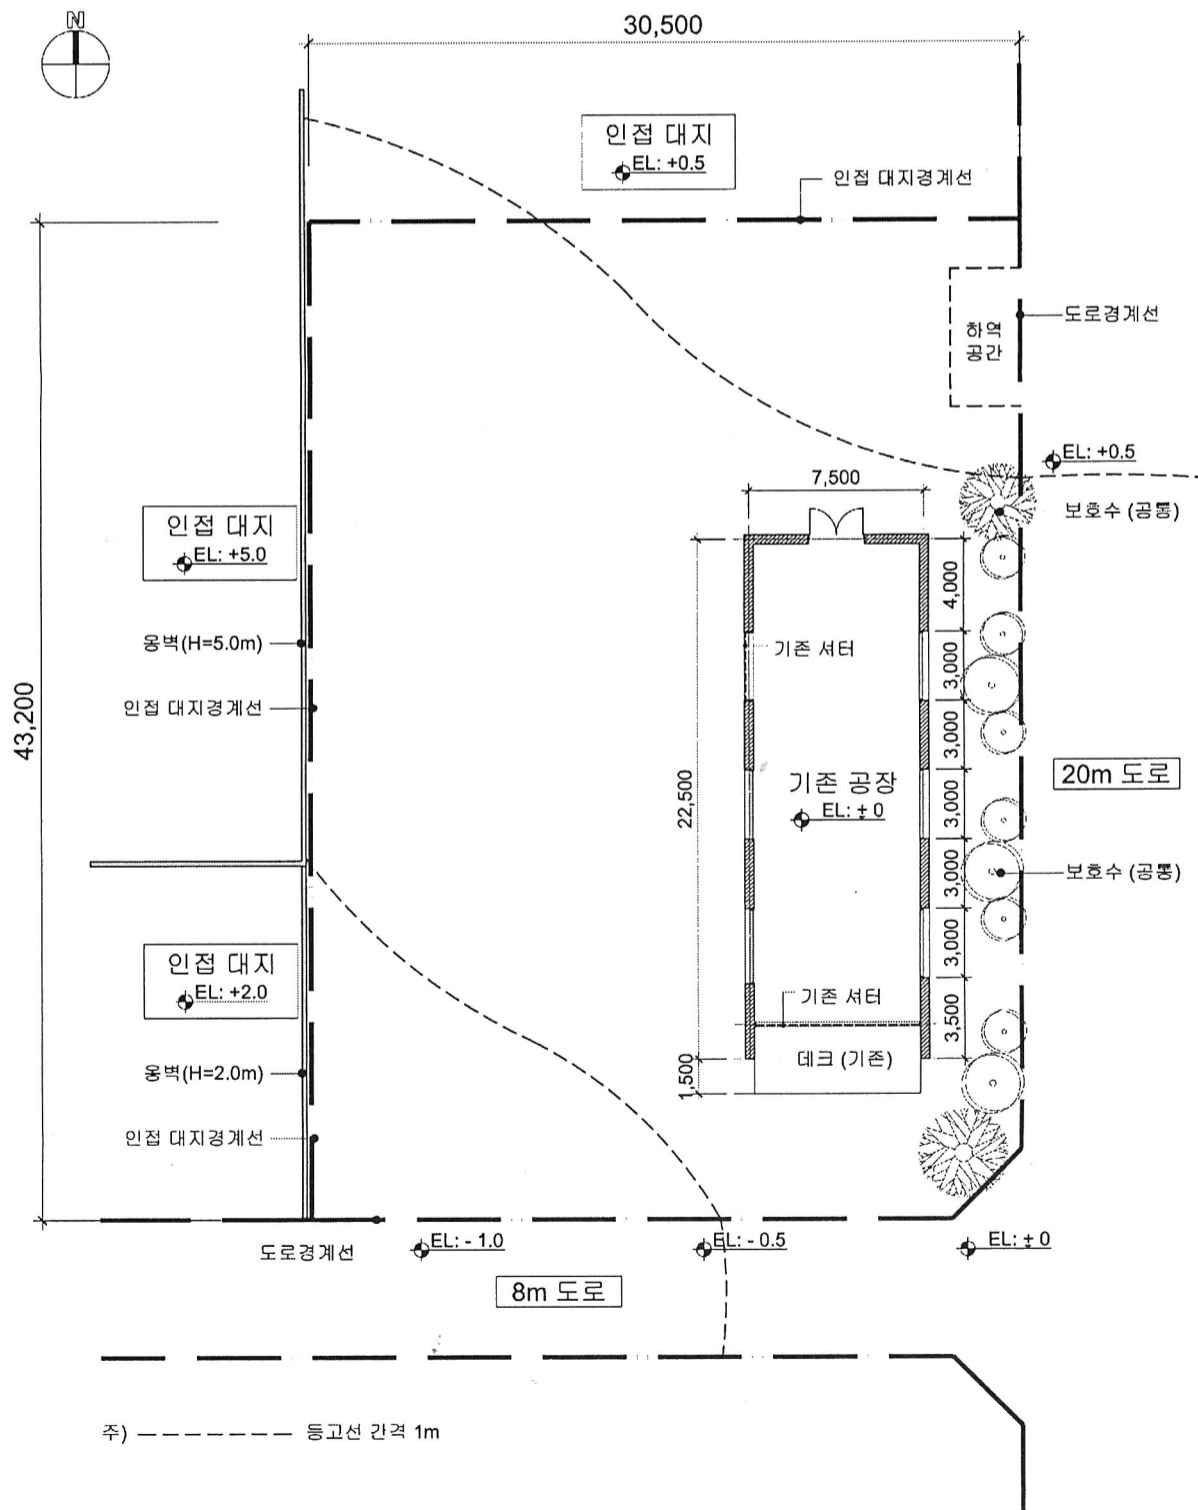 N
30,500
인접 대지
EL: +0.5
인접 대지경계선
하역
공간
도로경계선
EL: +0.5
보호수 (공통)
7,500
4,000
인접 대지
EL: +5.0
옹벽(H=5.0m)
기존 셔터
3,000
인접 대지경계선
3,000
43,200
20m 도로
기존 공장
EL: ± 0
3,000
22,500
3,000
보호수 (공통)
3,000
인접 대지
EL: +2.0
기존 셔터
3,500
데크 (기존)
1,500
옹벽(H=2.0m)
인접 대지경계선
도로경계선
EL: - 1.0
EL: - 0.5
EL: ± 0
8m 도로
주) 등고선 간격 1m